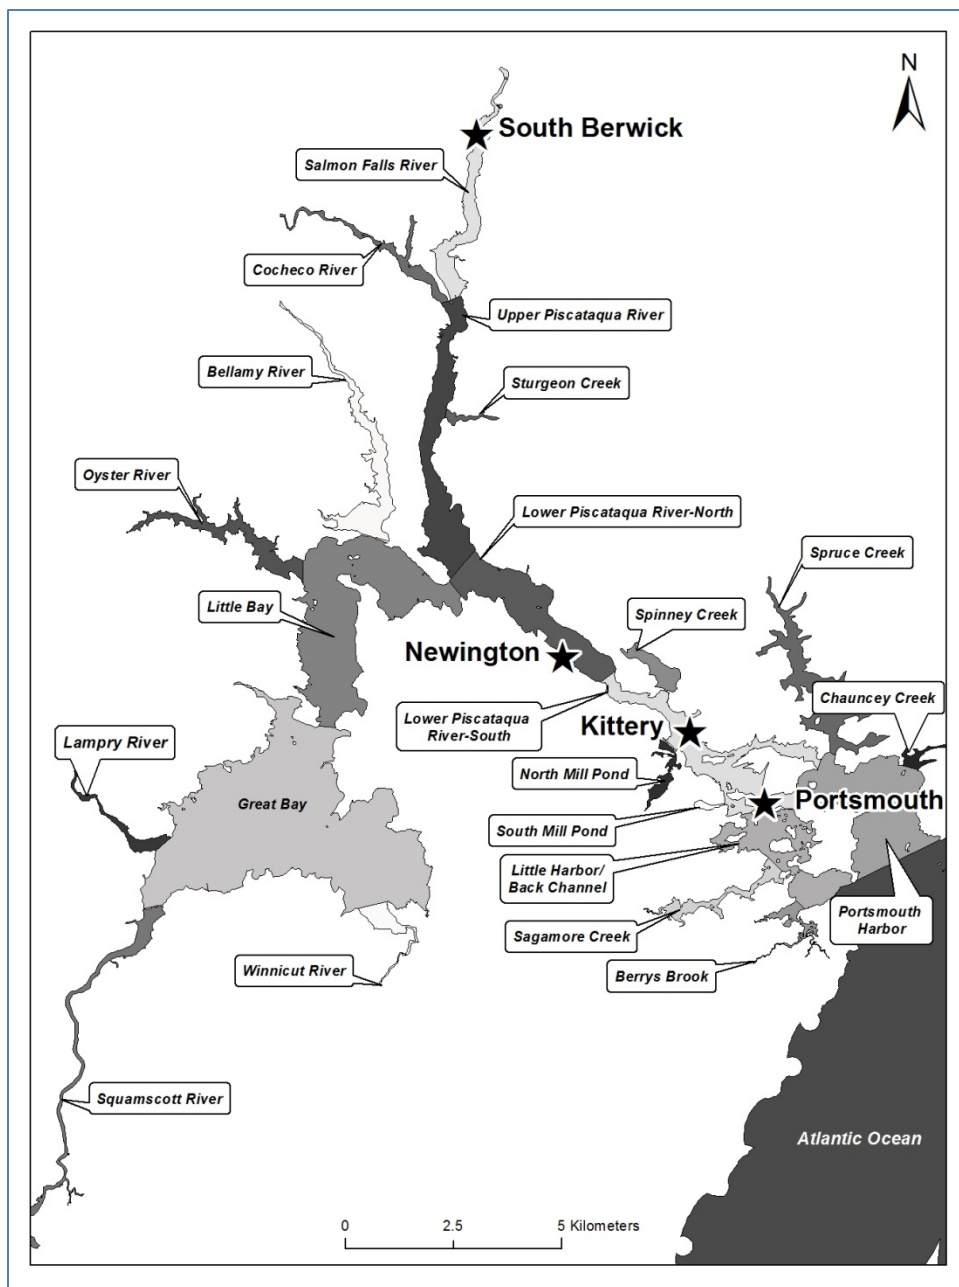 N
South Berwick
Salmon Falls River
Cocheco River
Upper Piscataqua River
Bellamy River
Sturgeon Creek
Oyster River
Lower Piscataqua River-North
Spruce Creek
Little Bay
Spinney Creek
Newington
Chauncey Creek
Lower Piscataqua
River-South
Kittery
Lampry River
North Mill Pond
Great Bay
Portsmouth
South Mill Pond
Little Harbor/
Back Channel
Portsmouth
Harbor
Sagamore Creek
Winnicut River
Berrys Brook
Squamscott River
Atlantic Ocean
0 2.5 5 Kilometers